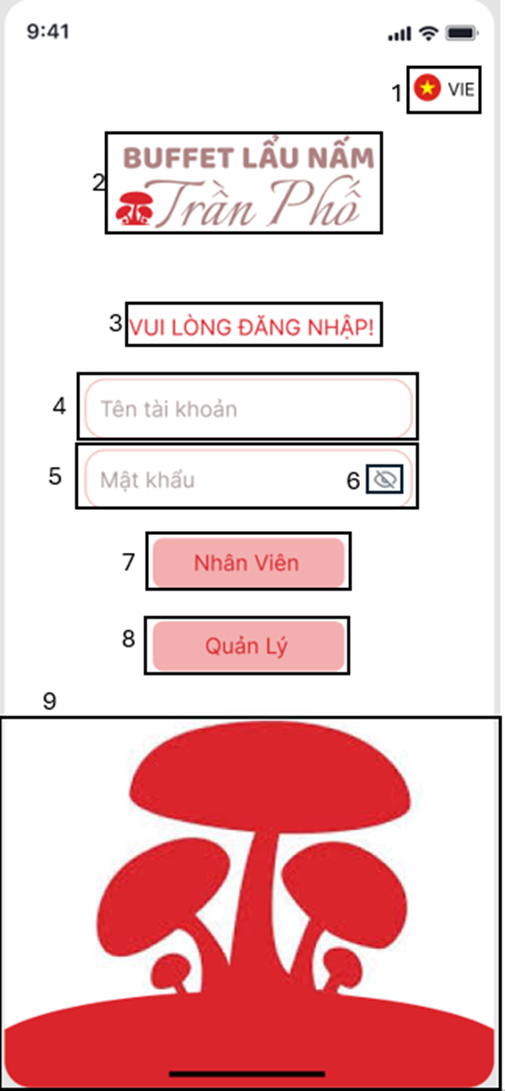 9:41
1 VIE
2 BUFFET LẨU NẤM
Trần Phố
3 VUI LÒNG ĐĂNG NHẬP!
4 Tên tài khoản
5 Mật khẩu 6
7 Nhân Viên
8 Quản Lý
9